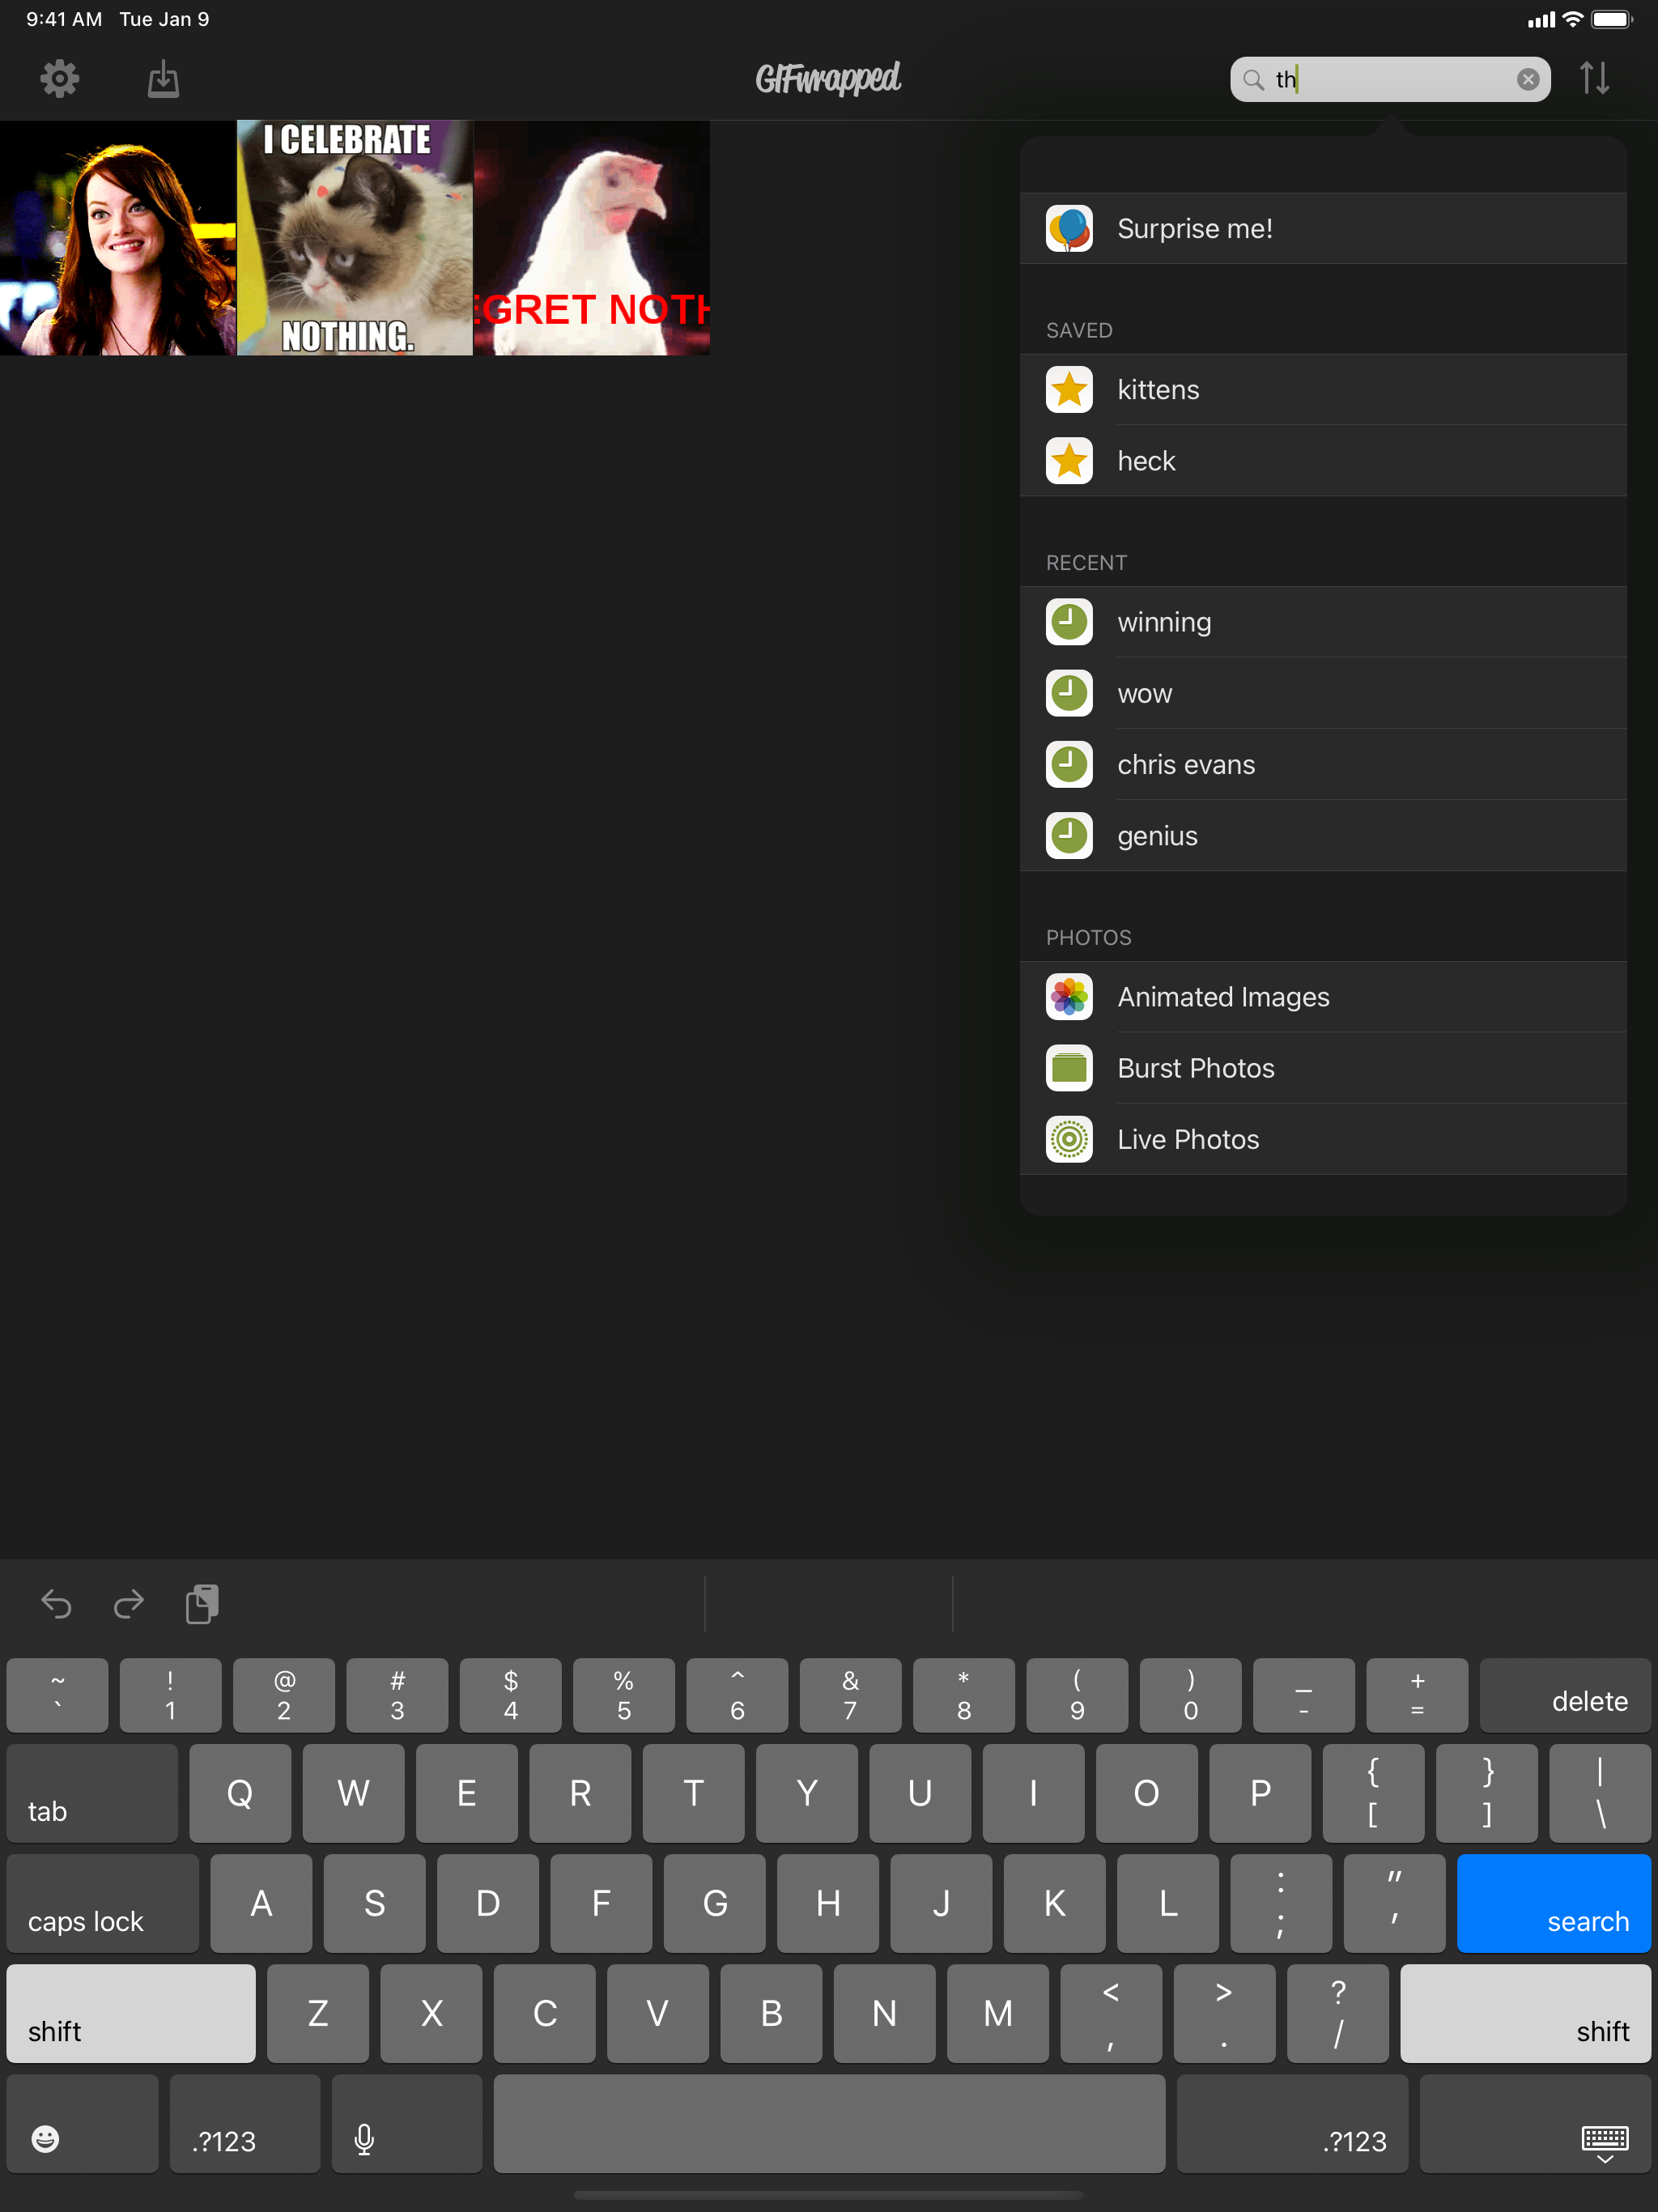 9:41 AM Tue Jan 9
GIFwrapped
th
I CELEBRATE
NOTHING.
EGRET NOTH
Surprise me!
SAVED
kittens
heck
RECENT
winning
wow
chris evans
genius
PHOTOS
Animated Images
Burst Photos
Live Photos
~ ! @ # $ % ^ & * ( ) _ +
` 1 2 3 4 5 6 7 8 9 0 - = delete
tab Q W E R T Y U I O P { [ } ] | \
caps lock A S D F G H J K L : ; " ' search
shift Z X C V B N M < , > . ? / shift
.?123 .?123